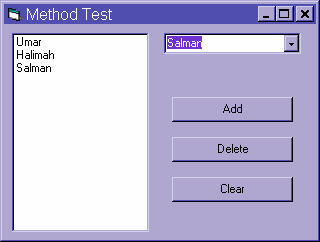 Method Test
Umar
Halimah
Salman
Salman
Add
Delete
Clear